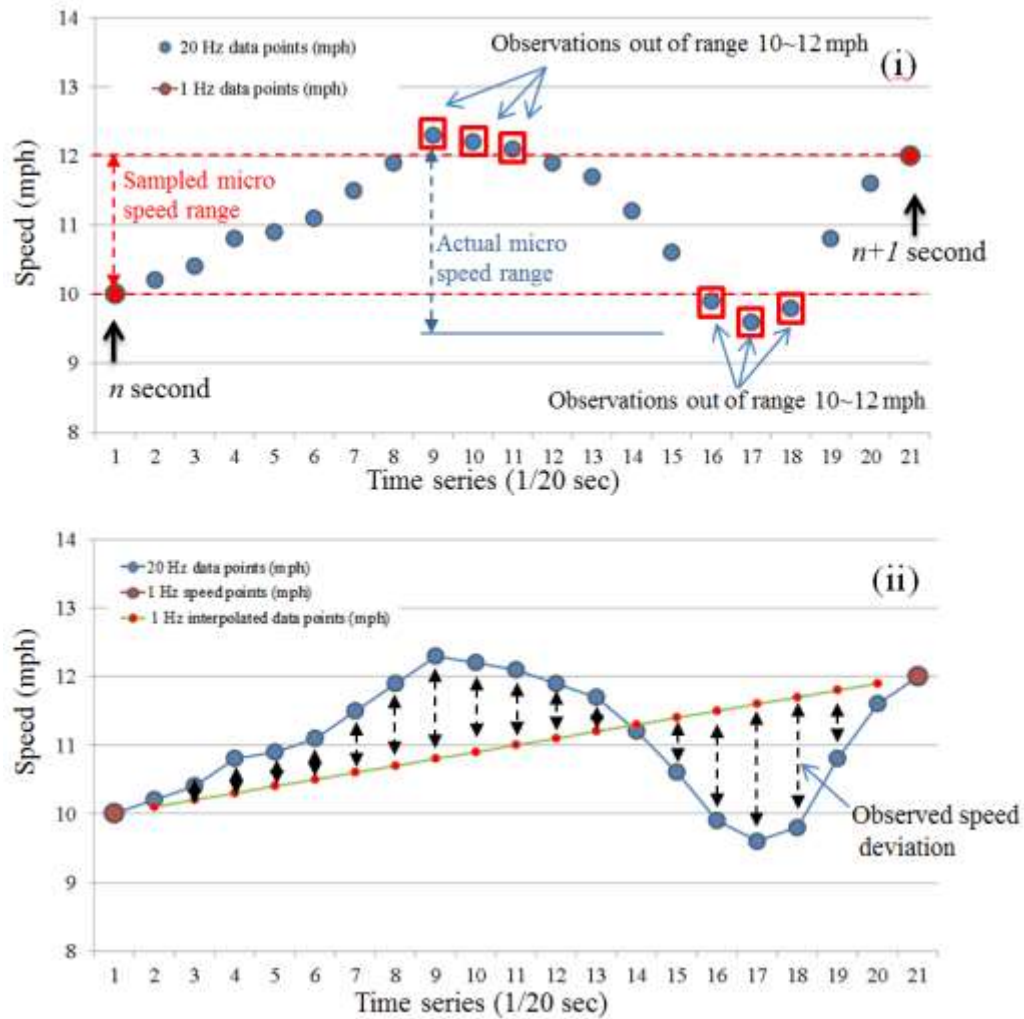 14
13
12
11
10
9
8
Speed (mph)
20 Hz data points (mph)
1 Hz data points (mph)
Observations out of range 10~12 mph
(i)
Sampled micro
speed range
Actual micro
speed range
n second
n+1 second
Observations out of range 10~12 mph
1 2 3 4 5 6 7 8 9 10 11 12 13 14 15 16 17 18 19 20 21
Time series (1/20 sec)
14
13
12
11
10
9
8
Speed (mph)
20 Hz data points (mph)
1 Hz speed points (mph)
1 Hz interpolated data points (mph)
(ii)
Observed speed
deviation
1 2 3 4 5 6 7 8 9 10 11 12 13 14 15 16 17 18 19 20 21
Time series (1/20 sec)